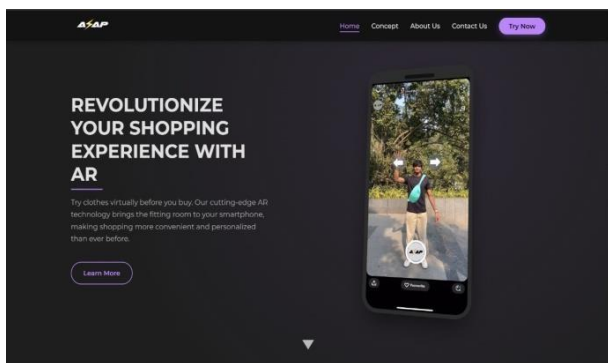 ASAP
Home Concept About Us Contact Us Try Now
REVOLUTIONIZE
YOUR SHOPPING
EXPERIENCE WITH
AR
Try clothes virtually before you buy. Our cutting-edge AR
technology brings the fitting room to your smartphone,
making shopping more convenient and personalized
than ever before.
Learn More
ASAP
Favourite